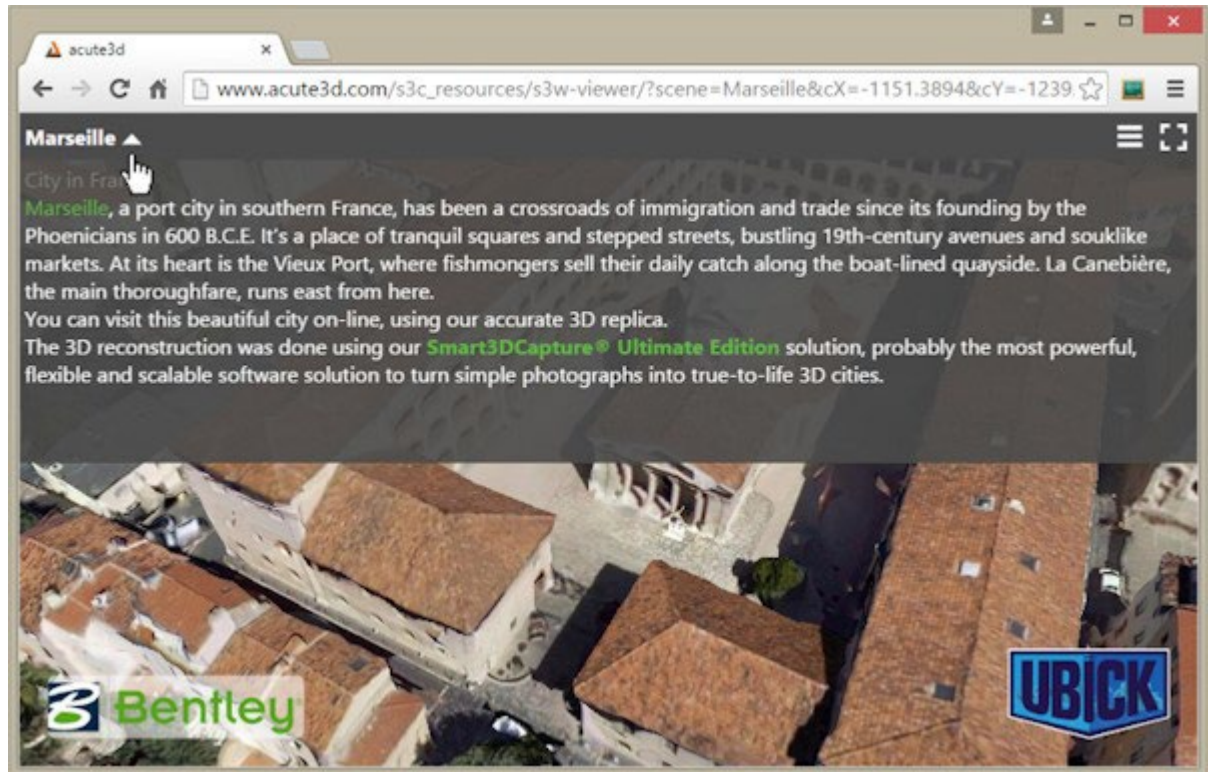 acute3d
www.acute3d.com/s3c_resources/s3w-viewer/?scene=Marseille&cX=-1151.3894&cY=-1239
Marseille
City in Fra
Marseille, a port city in southern France, has been a crossroads of immigration and trade since its founding by the
Phoenicians in 600 B.C.E. It's a place of tranquil squares and stepped streets, bustling 19th-century avenues and souklike
markets. At its heart is the Vieux Port, where fishmongers sell their daily catch along the boat-lined quayside. La Canebière,
the main thoroughfare, runs east from here.
You can visit this beautiful city on-line, using our accurate 3D replica.
The 3D reconstruction was done using our Smart3DCapture® Ultimate Edition solution, probably the most powerful,
flexible and scalable software solution to turn simple photographs into true-to-life 3D cities.
Bentley
UBICK